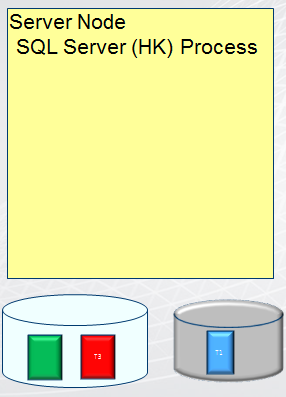 Server Node
SQL Server (HK) Process
T3
T1